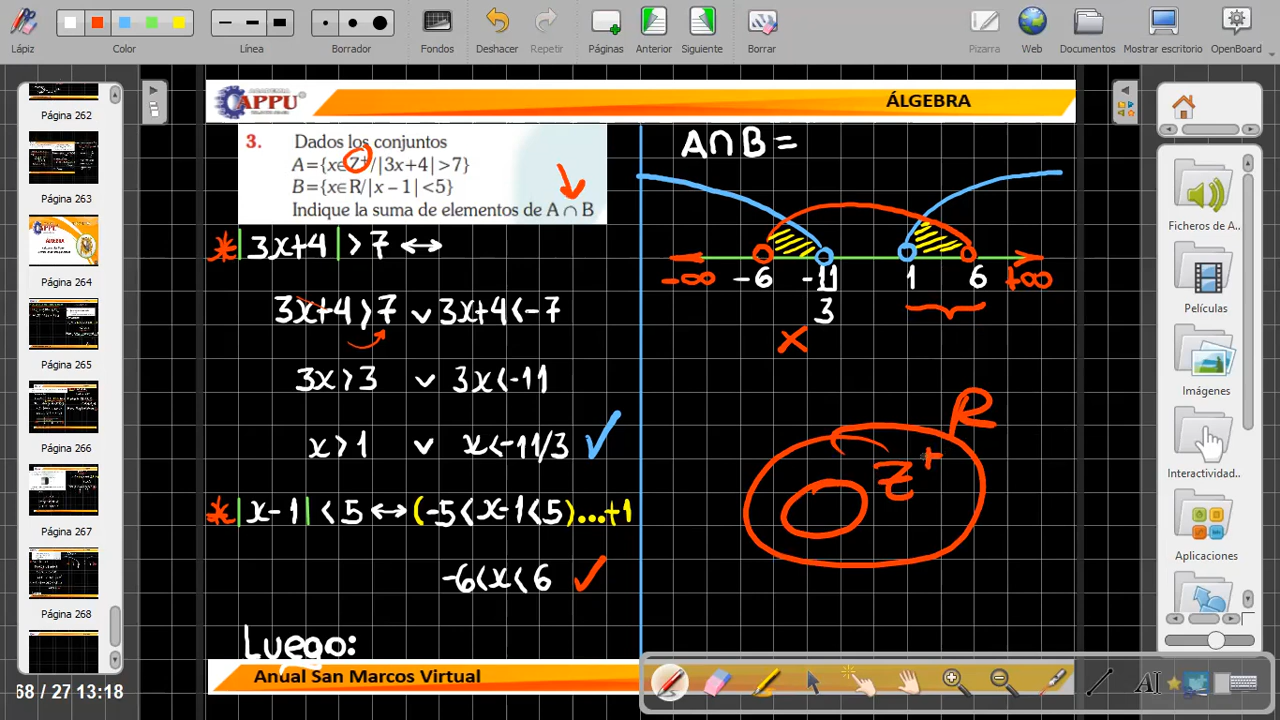 Lápiz
Color
Línea
Borrador
Fondos
Deshacer
Repetir
Páginas
Anterior
Siguiente
Borrar
Pizarra
Web
Documentos
Mostrar escritorio
OpenBoard
Página 262
Página 263
Página 264
Página 265
Página 266
Página 267
Página 268
68 / 27 13:18
ACADEMIA
APPU
ÁLGEBRA
3. Dados los conjuntos
A={x∈Z⁺/|3x+4|>7}
B={x∈R/|x – 1|<5}
Indique la suma de elementos de A ∩ B
* |3x+4| > 7 ↔
3x+4 > 7 ∨ 3x+4 < -7
3x > 3 ∨ 3x < -11
x > 1 ∨ x < -11/3 ✓
* |x-1| < 5 ↔ (-5 < x-1 < 5)...+1
-6 < x < 6 ✓
Luego:
A∩B =
-∞ -6 -11/3 1 6 +∞
X
R
Z+
Anual San Marcos Virtual
Ficheros de A...
Películas
Imágenes
Interactividad
Aplicaciones